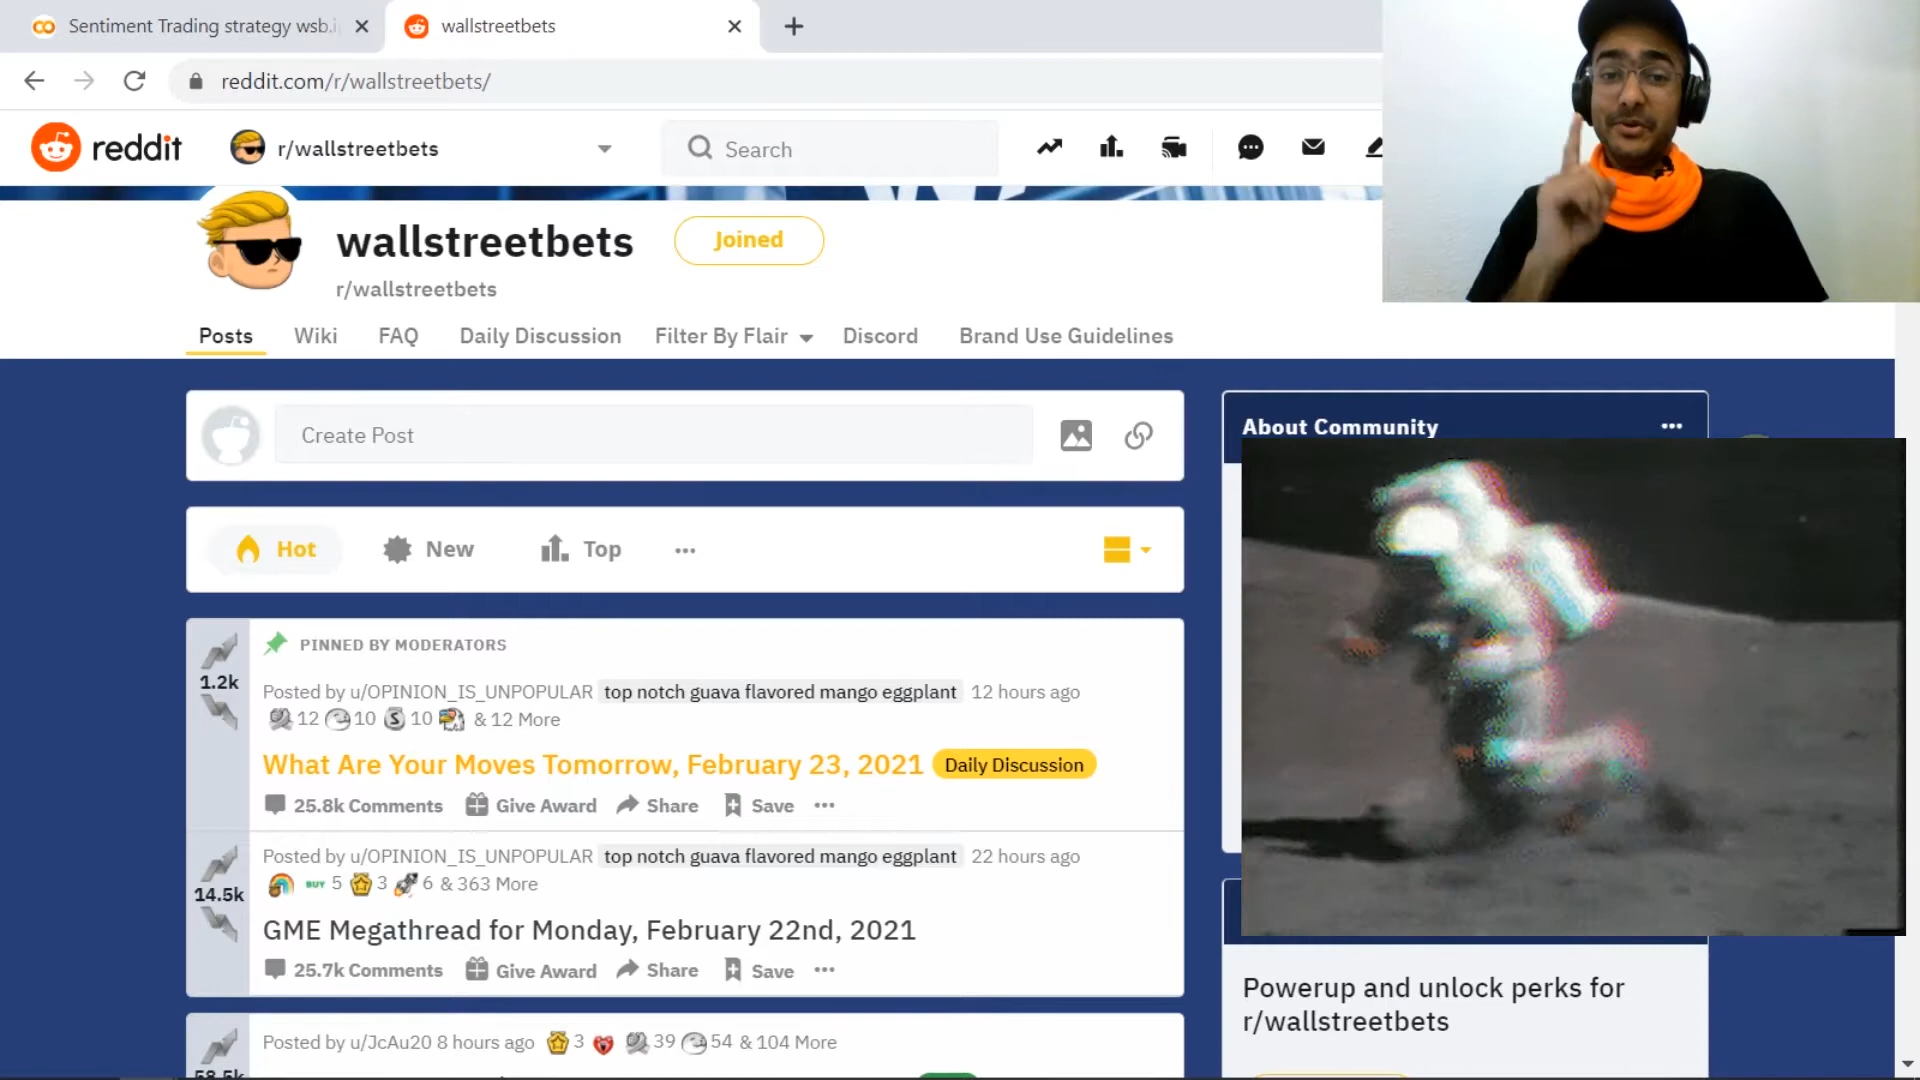 Sentiment Trading strategy wsb.i
wallstreetbets
reddit.com/r/wallstreetbets/
reddit
r/wallstreetbets
Search
wallstreetbets
Joined
r/wallstreetbets
Posts
Wiki
FAQ
Daily Discussion
Filter By Flair
Discord
Brand Use Guidelines
Create Post
About Community
Hot
New
Top
PINNED BY MODERATORS
1.2k
Posted by u/OPINION_IS_UNPOPULAR top notch guava flavored mango eggplant 12 hours ago
12 10 S 10 & 12 More
What Are Your Moves Tomorrow, February 23, 2021 Daily Discussion
25.8k Comments Give Award Share Save
Posted by u/OPINION_IS_UNPOPULAR top notch guava flavored mango eggplant 22 hours ago
BUY 5 3 6 & 363 More
14.5k
GME Megathread for Monday, February 22nd, 2021
25.7k Comments Give Award Share Save
Posted by u/JcAu20 8 hours ago 3 39 54 & 104 More
58.5k
Powerup and unlock perks for
r/wallstreetbets